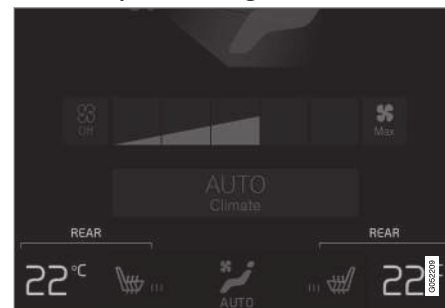 Off
Max
AUTO
Climate
REAR REAR
22°C 22°
AUTO
G052209